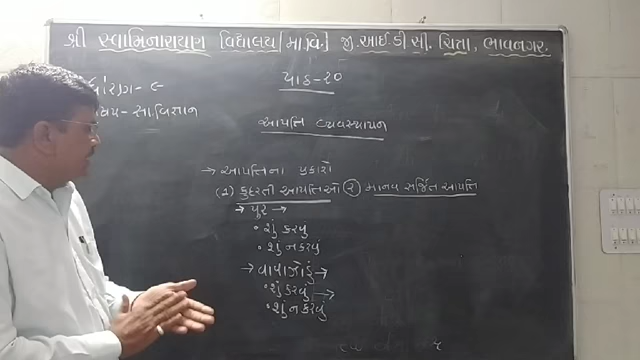 શ્રી સ્વામિનારાયણ વિદ્યાલય [મા.વિ.] જી.આઈ.ડી.સી. ચિત્રા, ભાવનગર.
ધોરણ - ૯
પાઠ - ૨૦
વિષય - સા.વિજ્ઞાન
આપત્તિ વ્યવસ્થાપન
→ આપત્તિના પ્રકારો
(૧) કુદરતી આપત્તિઓ (૨) માનવ સર્જિત આપત્તિ
→ પૂર →
• શું કરવું
• શું ન કરવું
→ વાવાઝોડું →
• શું કરવું →
• શું ન કરવું